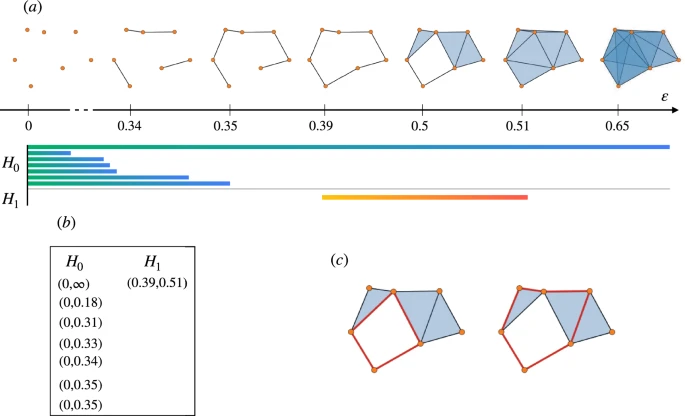 (a)
ε
0 0.34 0.35 0.39 0.5 0.51 0.65
H0
H1
(b)
H0 H1
(0,∞) (0.39,0.51)
(0,0.18)
(0,0.31)
(0,0.33)
(0,0.34)
(0,0.35)
(0,0.35)
(c)